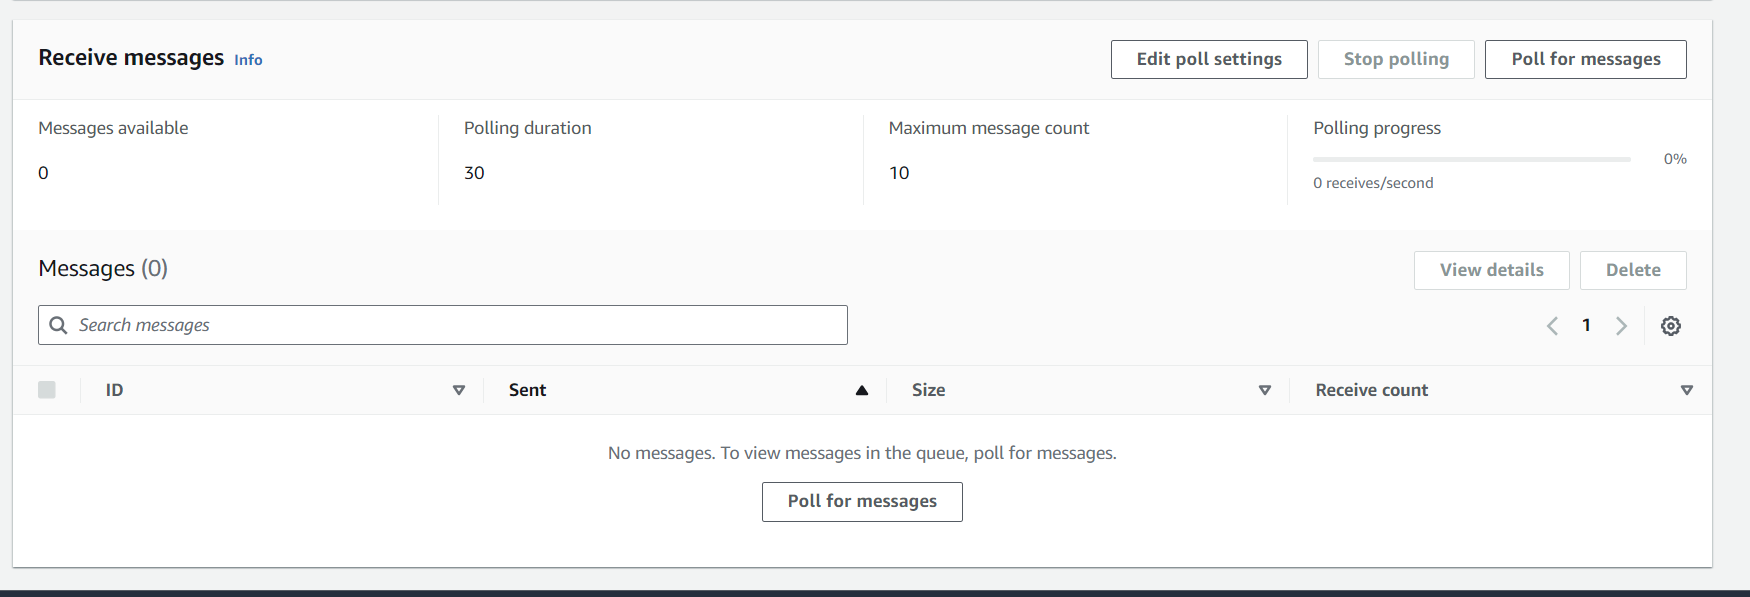 Receive messages Info
Edit poll settings Stop polling Poll for messages
Messages available Polling duration Maximum message count Polling progress
0 30 10 0%
0 receives/second
Messages (0)
View details Delete
Search messages
1
ID Sent Size Receive count
No messages. To view messages in the queue, poll for messages.
Poll for messages